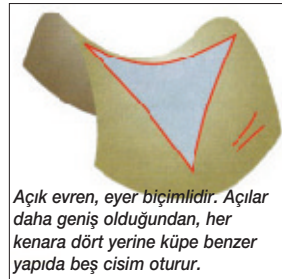 Açık evren, eyer biçimlidir. Açılar
daha geniş olduğundan, her
kenara dört yerine küpe benzer
yapıda beş cisim oturur.